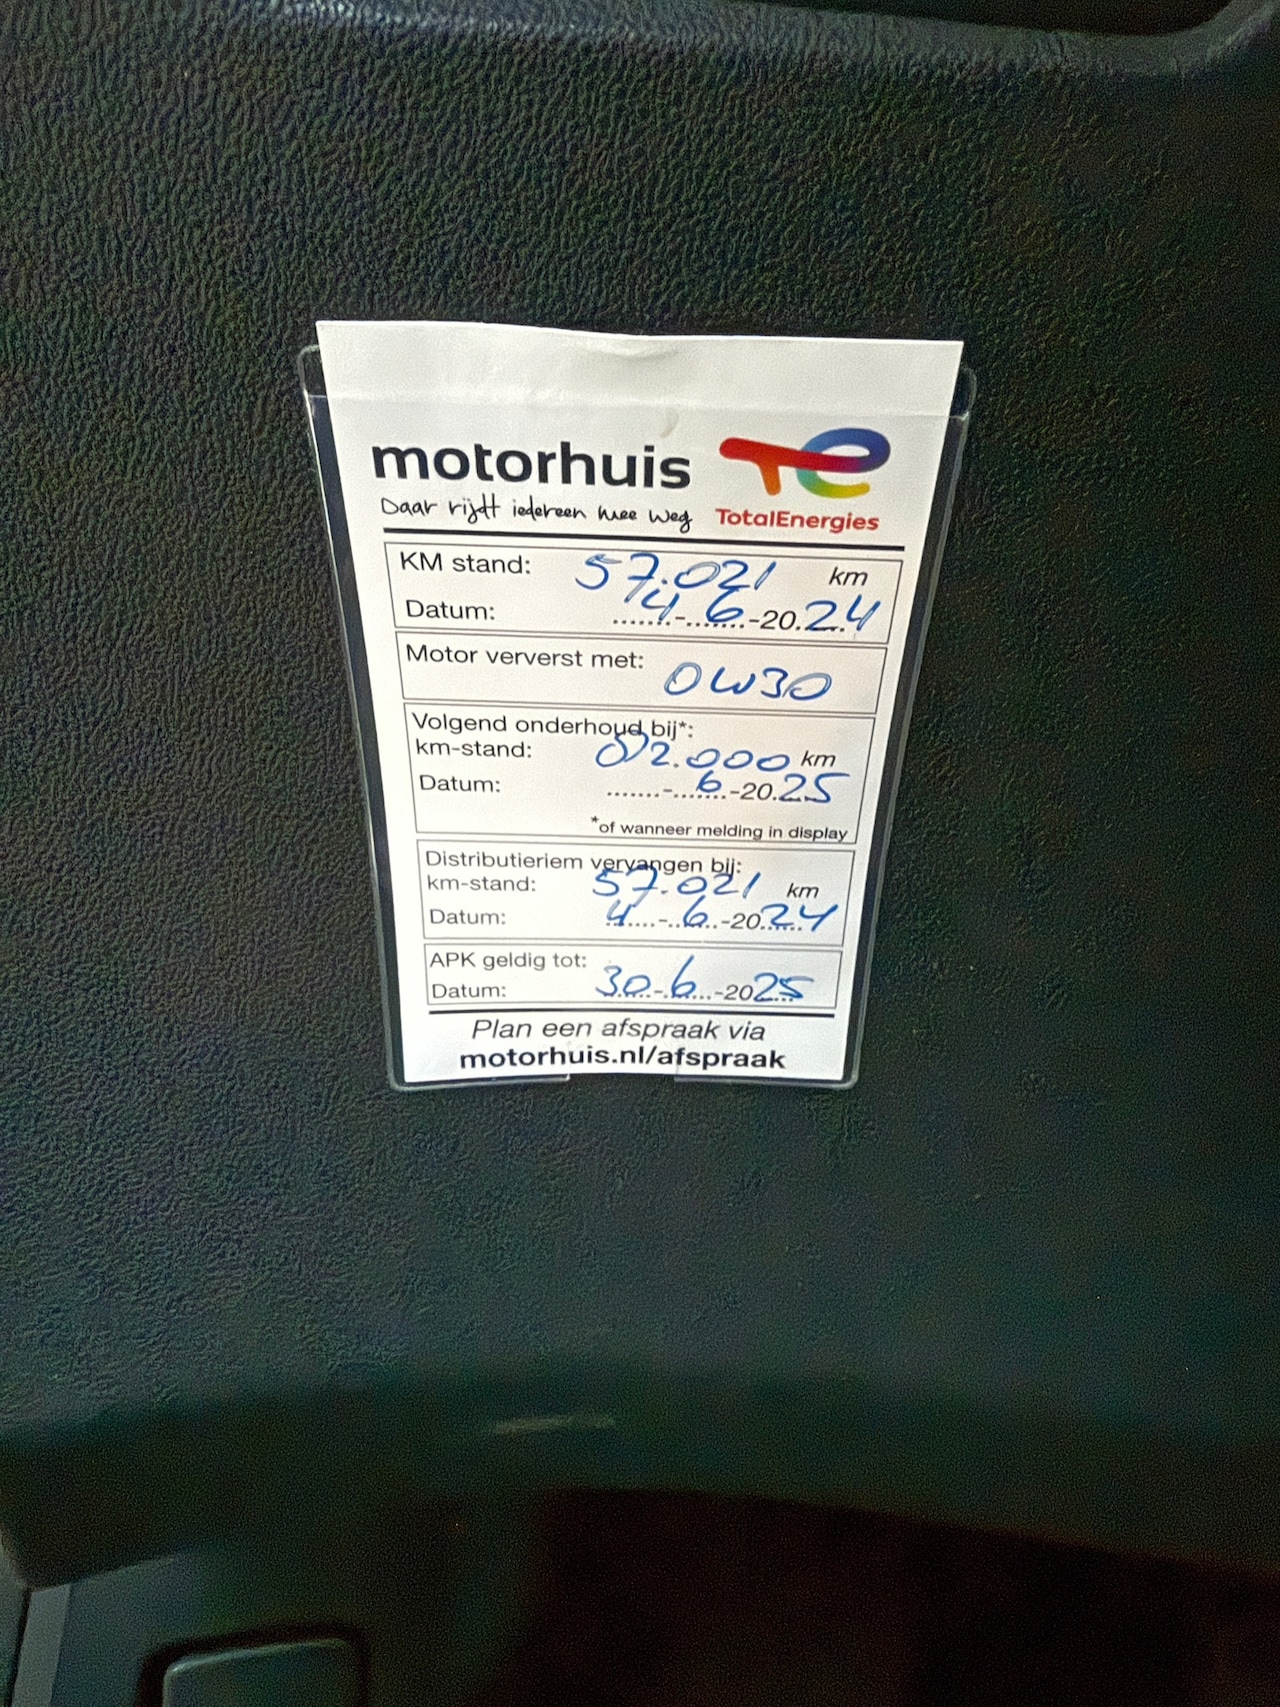 motorhuis
Daar rijdt iedereen mee weg TotalEnergies
KM stand: 57.021 km
Datum: 4-6-2024
Motor ververst met: 0W30
Volgend onderhoud bij*:
km-stand: 2.000 km
Datum: .......-6-2025
*of wanneer melding in display
Distributieriem vervangen bij:
km-stand: 57.021 km
Datum: 4-6-2024
APK geldig tot:
Datum: 30-6-2025
Plan een afspraak via
motorhuis.nl/afspraak